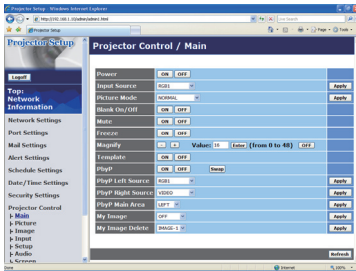 Projector Setup - Windows Internet Explorer
http://192.168.1.10/admin/admin1.html
Live Search
Projector Setup
Page
Tools
Projector Setup
Logoff
Top:
Network
Information
Network Settings
Port Settings
Mail Settings
Alert Settings
Schedule Settings
Date/Time Settings
Security Settings
Projector Control
Main
Picture
Image
Input
Setup
Audio
Screen
Projector Control / Main
Power ON OFF
Input Source RGB1 Apply
Picture Mode NORMAL Apply
Blank On/Off ON OFF
Mute ON OFF
Freeze ON OFF
Magnify - + Value: 16 Enter (from 0 to 48) OFF
Template ON OFF
PbyP ON OFF Swap
PbyP Left Source RGB1 Apply
PbyP Right Source VIDEO Apply
PbyP Main Area LEFT Apply
My Image OFF Apply
My Image Delete IMAGE-1 Apply
Refresh
Done
Internet
100%